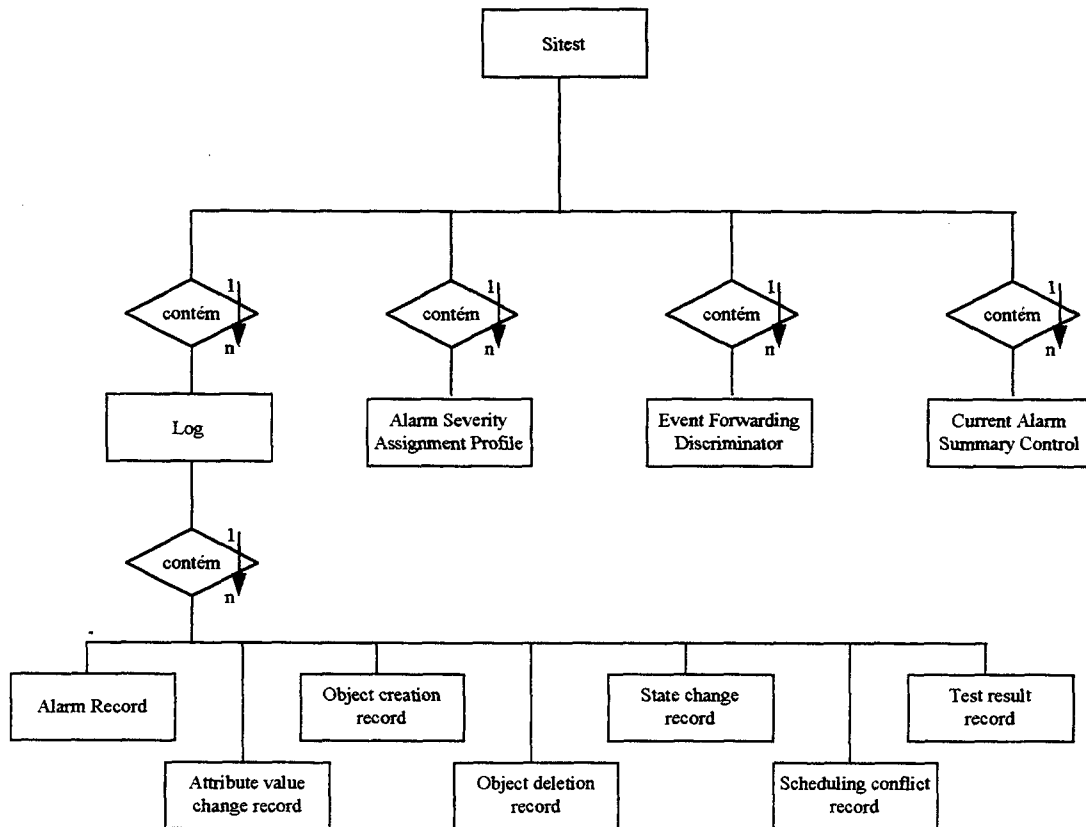 Sitest
1
contém
n
1
contém
n
1
contém
n
1
contém
n
Log
Alarm Severity
Assignment Profile
Event Forwarding
Discriminator
Current Alarm
Summary Control
1
contém
n
Alarm Record
Object creation
record
State change
record
Test result
record
Attribute value
change record
Object deletion
record
Scheduling conflict
record